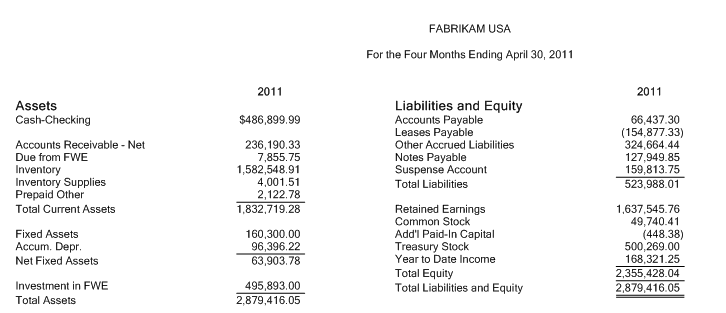 FABRIKAM USA
For the Four Months Ending April 30, 2011
2011
Assets
Cash-Checking $486,899.99
Accounts Receivable - Net 236,190.33
Due from FWE 7,855.75
Inventory 1,582,548.91
Inventory Supplies 4,001.51
Prepaid Other 2,122.78
Total Current Assets 1,832,719.28
Fixed Assets 160,300.00
Accum. Depr. 96,396.22
Net Fixed Assets 63,903.78
Investment in FWE 495,893.00
Total Assets 2,879,416.05
2011
Liabilities and Equity
Accounts Payable 66,437.30
Leases Payable (154,877.33)
Other Accrued Liabilities 324,664.44
Notes Payable 127,949.85
Suspense Account 159,813.75
Total Liabilities 523,988.01
Retained Earnings 1,637,545.76
Common Stock 49,740.41
Add'l Paid-In Capital (448.38)
Treasury Stock 500,269.00
Year to Date Income 168,321.25
Total Equity 2,355,428.04
Total Liabilities and Equity 2,879,416.05